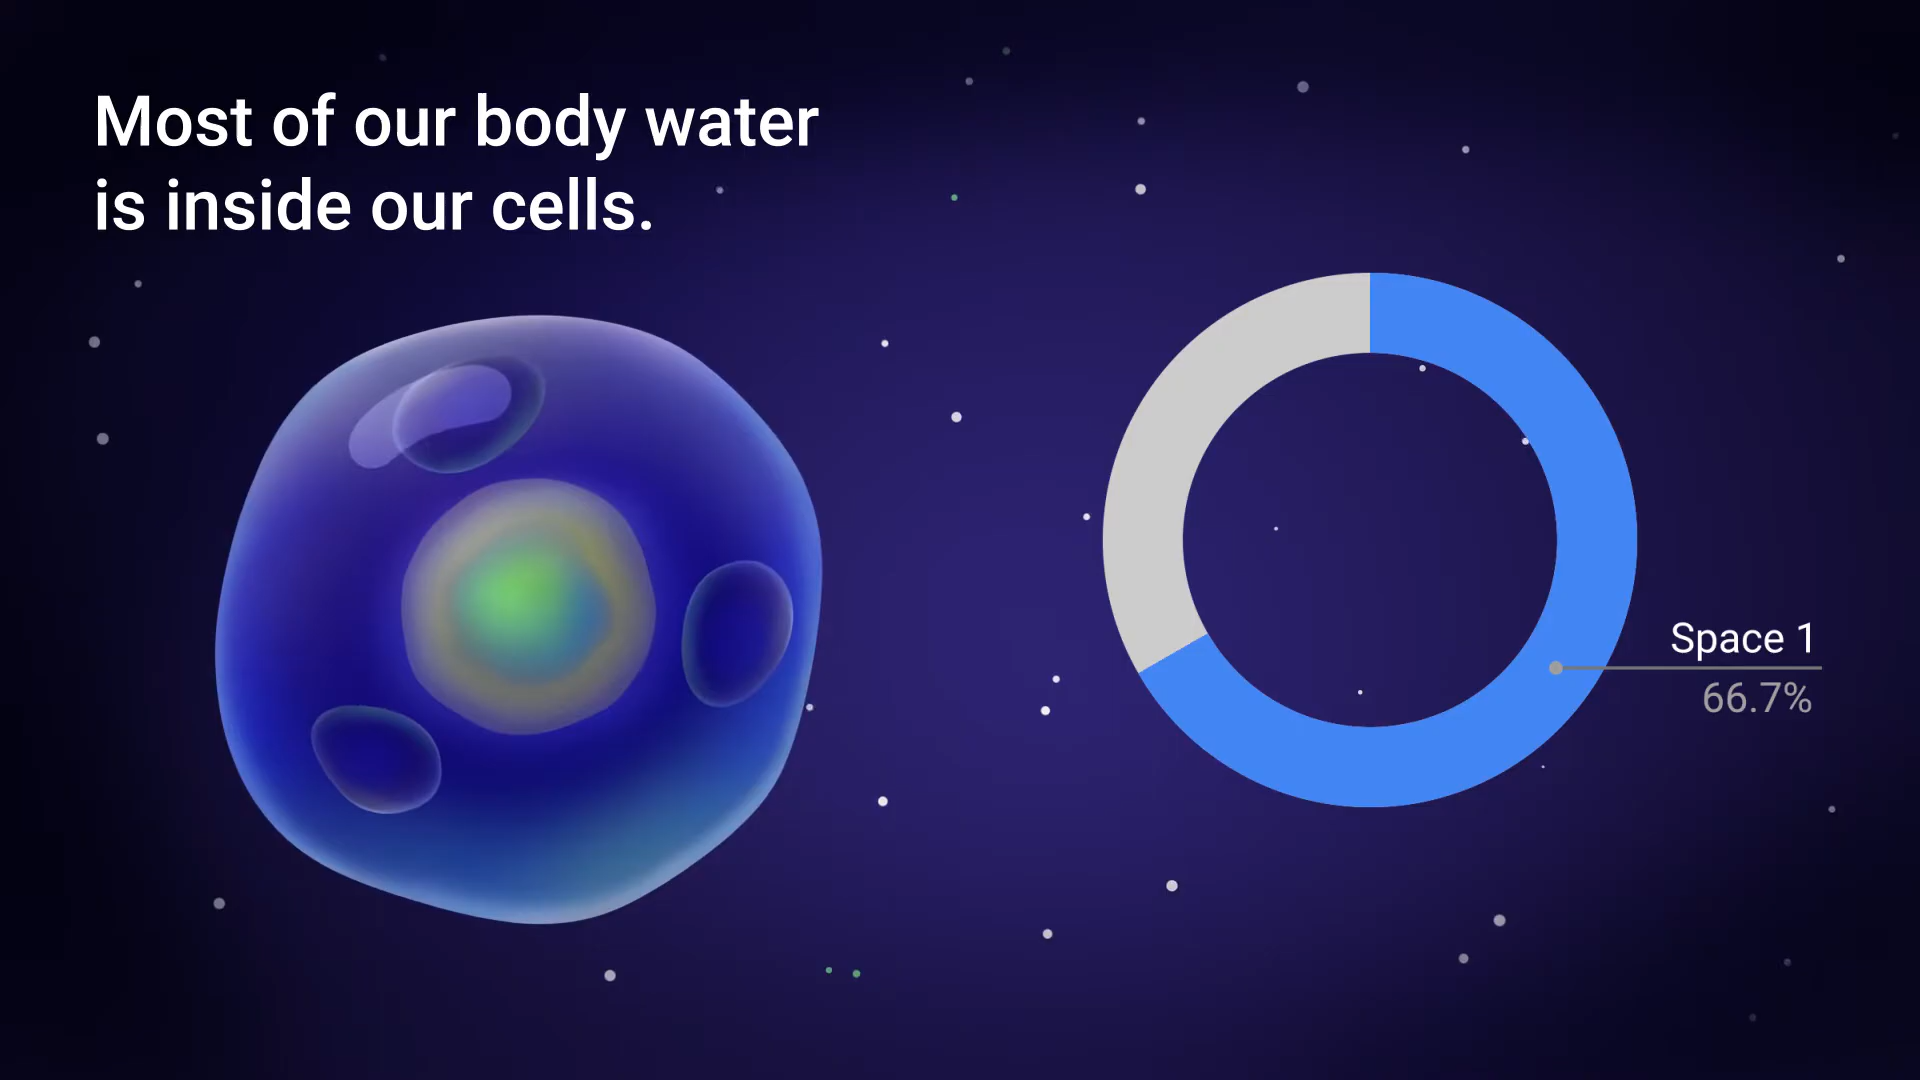 Most of our body water
is inside our cells.
Space 1
66.7%